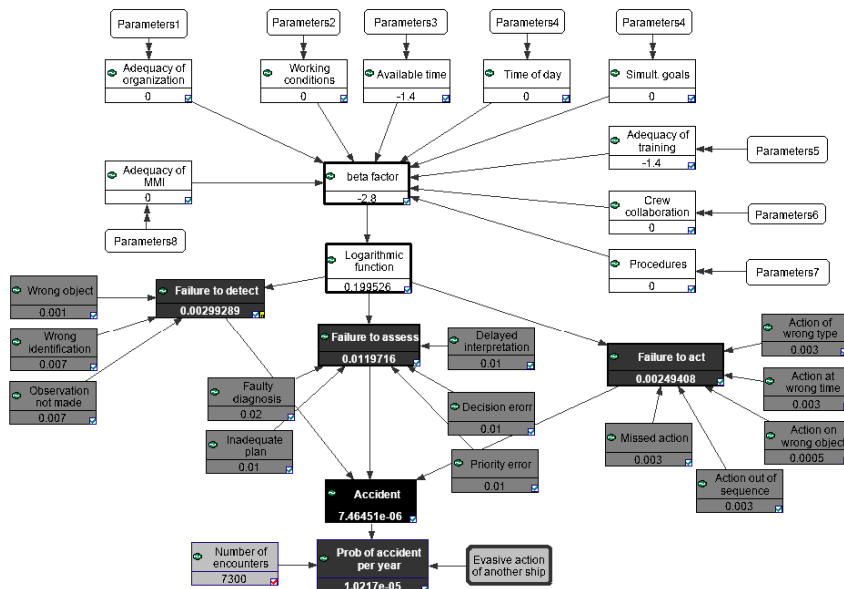 Parameters1
Parameters2
Parameters3
Parameters4
Parameters4
Adequacy of
organization
0
Working
conditions
0
Available time
-1.4
Time of day
0
Simult. goals
0
Adequacy of
training
-1.4
Parameters5
Adequacy of
MMI
0
beta factor
-2.8
Crew
collaboration
0
Parameters6
Parameters8
Logarithmic
function
0.199526
Procedures
0
Parameters7
Wrong object
0.001
Failure to detect
0.00299289
Wrong
identification
0.007
Failure to assess
0.0119716
Delayed
interpretation
0.01
Action of
wrong type
0.003
Failure to act
0.00249408
Observation
not made
0.007
Faulty
diagnosis
0.02
Action at
wrong time
0.003
Decision erorr
0.01
Inadequate
plan
0.01
Missed action
0.003
Action on
wrong object
0.0005
Priority error
0.01
Action out of
sequence
0.003
Accident
7.46451e-06
Number of
encounters
7300
Prob of accident
per year
1.0217e-05
Evasive action
of another ship